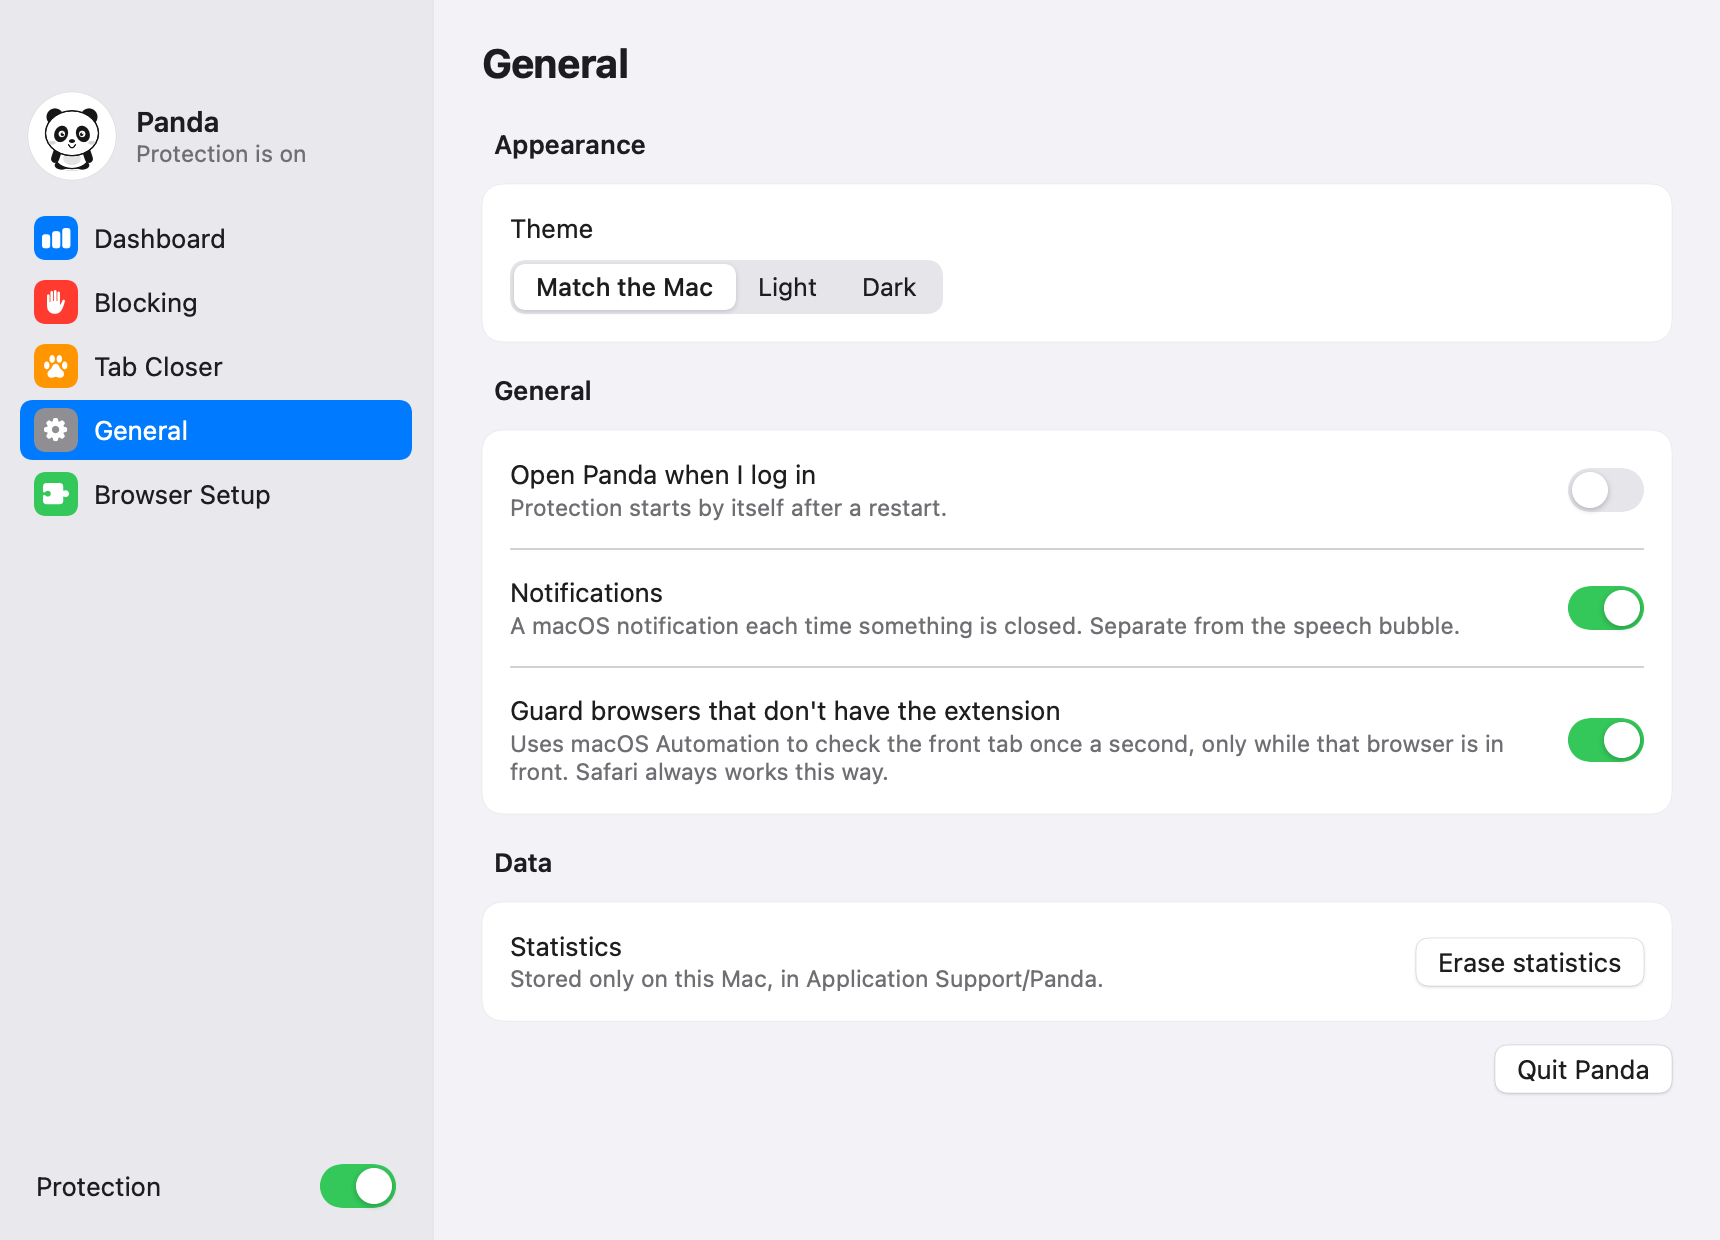 Panda
Protection is on
Dashboard
Blocking
Tab Closer
General
Browser Setup
Protection
General
Appearance
Theme
Match the Mac
Light
Dark
General
Open Panda when I log in
Protection starts by itself after a restart.
Notifications
A macOS notification each time something is closed. Separate from the speech bubble.
Guard browsers that don't have the extension
Uses macOS Automation to check the front tab once a second, only while that browser is in
front. Safari always works this way.
Data
Statistics
Stored only on this Mac, in Application Support/Panda.
Erase statistics
Quit Panda